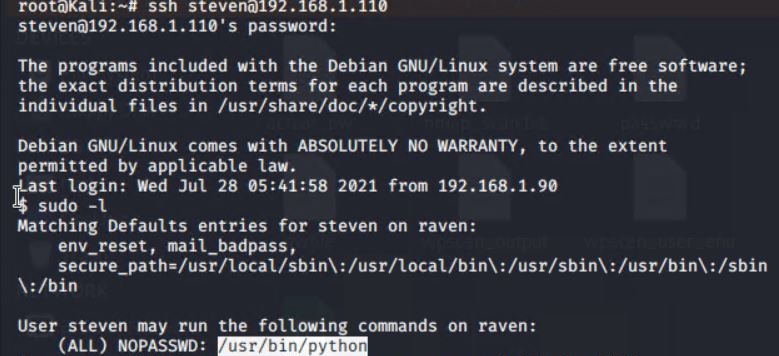 root@Kali:~# ssh steven@192.168.1.110
steven@192.168.1.110's password:

The programs included with the Debian GNU/Linux system are free software;
the exact distribution terms for each program are described in the
individual files in /usr/share/doc/*/copyright.

Debian GNU/Linux comes with ABSOLUTELY NO WARRANTY, to the extent
permitted by applicable law.
Last login: Wed Jul 28 05:41:58 2021 from 192.168.1.90
$ sudo -l
Matching Defaults entries for steven on raven:
    env_reset, mail_badpass,
    secure_path=/usr/local/sbin\:/usr/local/bin\:/usr/sbin\:/usr/bin\:/sbin
\:/bin

User steven may run the following commands on raven:
    (ALL) NOPASSWD: /usr/bin/python